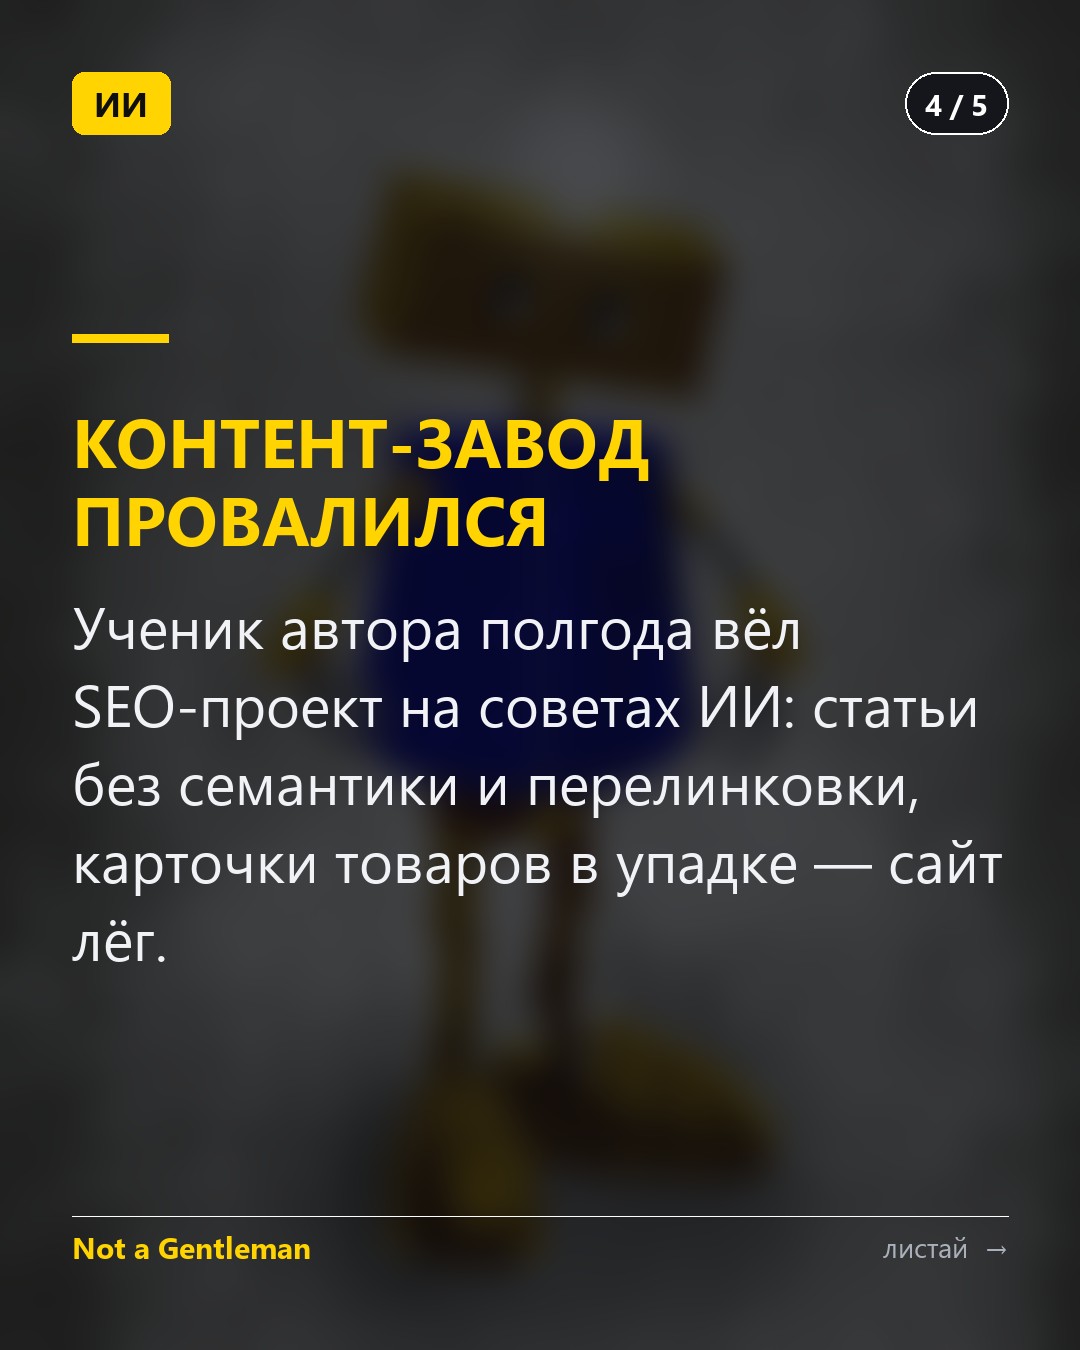 ИИ
4 / 5
КОНТЕНТ-ЗАВОД
ПРОВАЛИЛСЯ
Ученик автора полгода вёл
SEO-проект на советах ИИ: статьи
без семантики и перелинковки,
карточки товаров в упадке — сайт
лёг.
Not a Gentleman
листай →